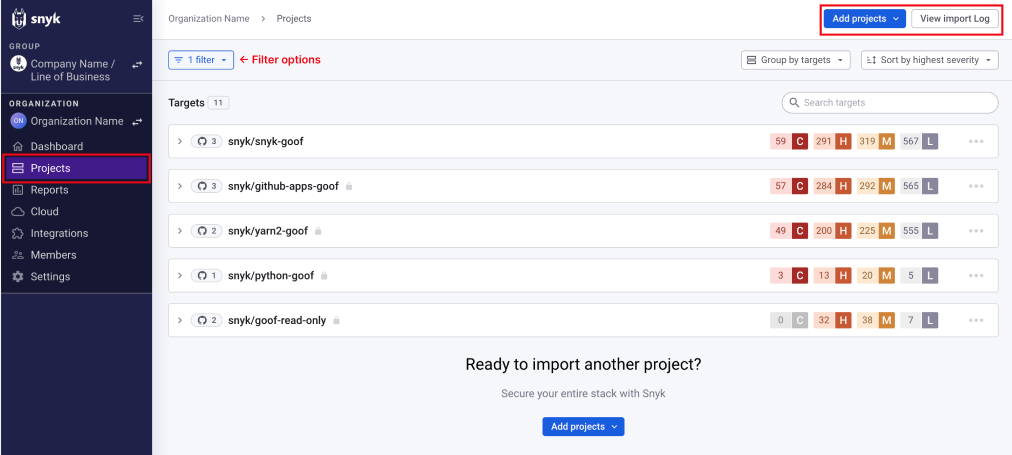 snyk
Organization Name > Projects
Add projects
View import Log
GROUP
Company Name /
Line of Business
1 filter
← Filter options
Group by targets
Sort by highest severity
ORGANIZATION
ON Organization Name
Dashboard
Projects
Reports
Cloud
Integrations
Members
Settings
Targets 11
Search targets
3 snyk/snyk-goof 59 C 291 H 319 M 567 L
3 snyk/github-apps-goof 57 C 284 H 292 M 565 L
2 snyk/yarn2-goof 49 C 200 H 225 M 555 L
1 snyk/python-goof 3 C 13 H 20 M 5 L
2 snyk/goof-read-only 0 C 32 H 38 M 7 L
Ready to import another project?
Secure your entire stack with Snyk
Add projects